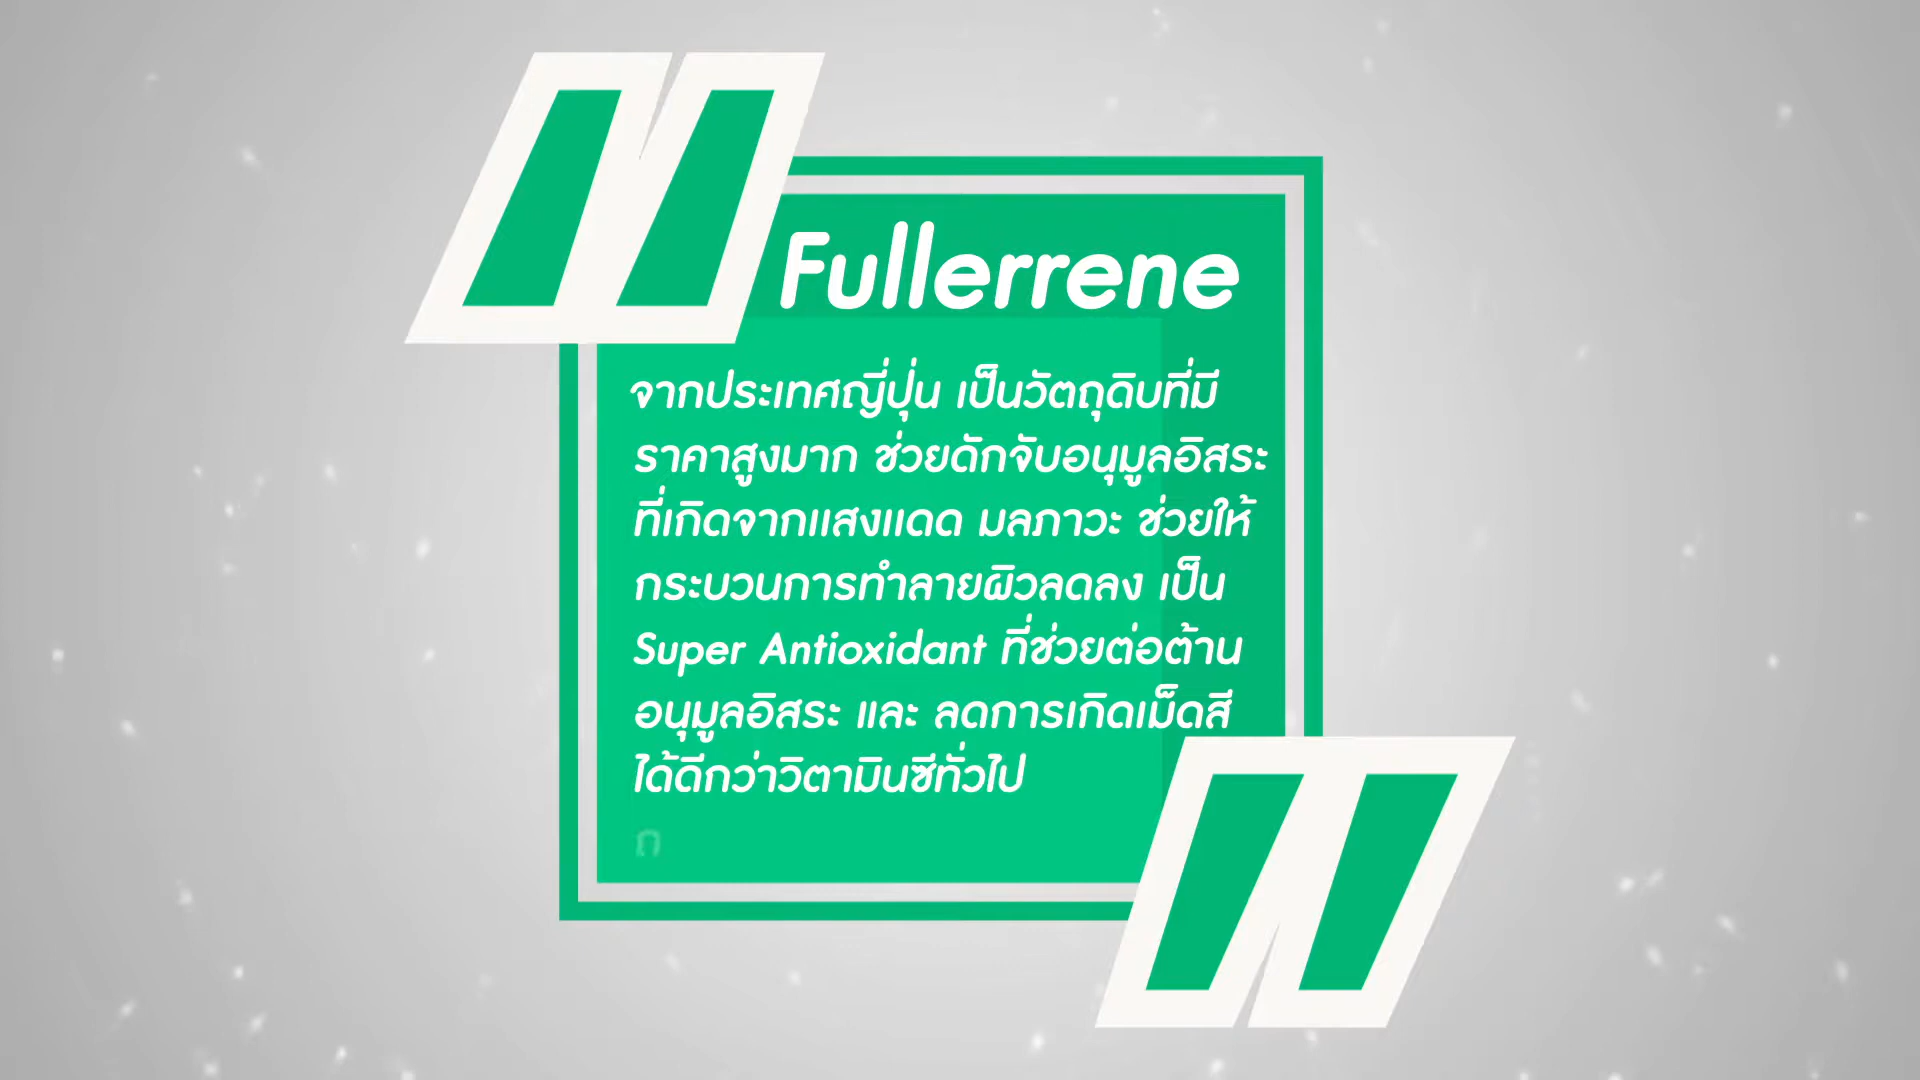 Fullerrene
จากประเทศญี่ปุ่น เป็นวัตถุดิบที่มี
ราคาสูงมาก ช่วยดักจับอนุมูลอิสระ
ที่เกิดจากแสงแดด มลภาวะ ช่วยให้
กระบวนการทำลายผิวลดลง เป็น
Super Antioxidant ที่ช่วยต่อต้าน
อนุมูลอิสระ และ ลดการเกิดเม็ดสี
ได้ดีกว่าวิตามินซีทั่วไป